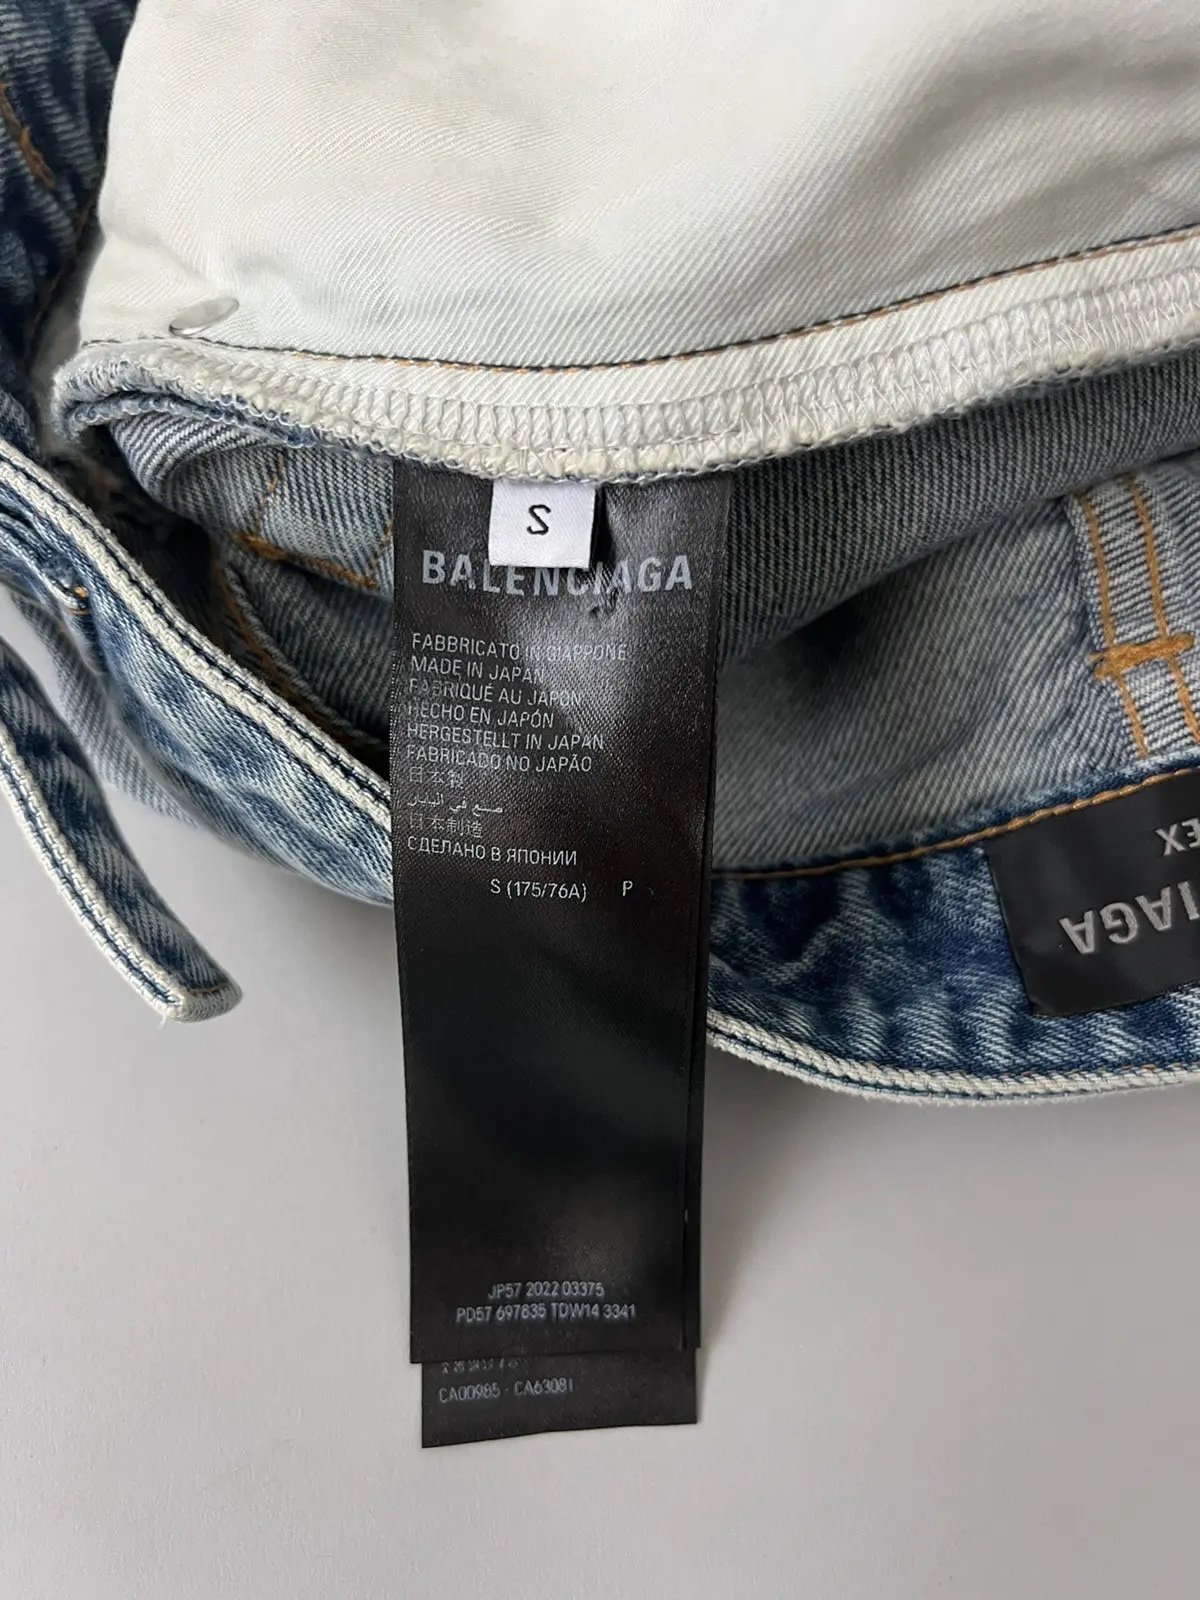 S
BALENCIAGA
FABBRICATO IN GIAPPONE
MADE IN JAPAN
FABRIQUÉ AU JAPON
HECHO EN JAPÓN
HERGESTELLT IN JAPAN
FABRICADO NO JAPÃO
日本製
صنع في اليابان
日本制造
СДЕЛАНО В ЯПОНИИ
S (175/76A) P
JP57 2022 03375
PD57 697835 TDW14 3341
CA00985 - CA63081
EX
IAGA